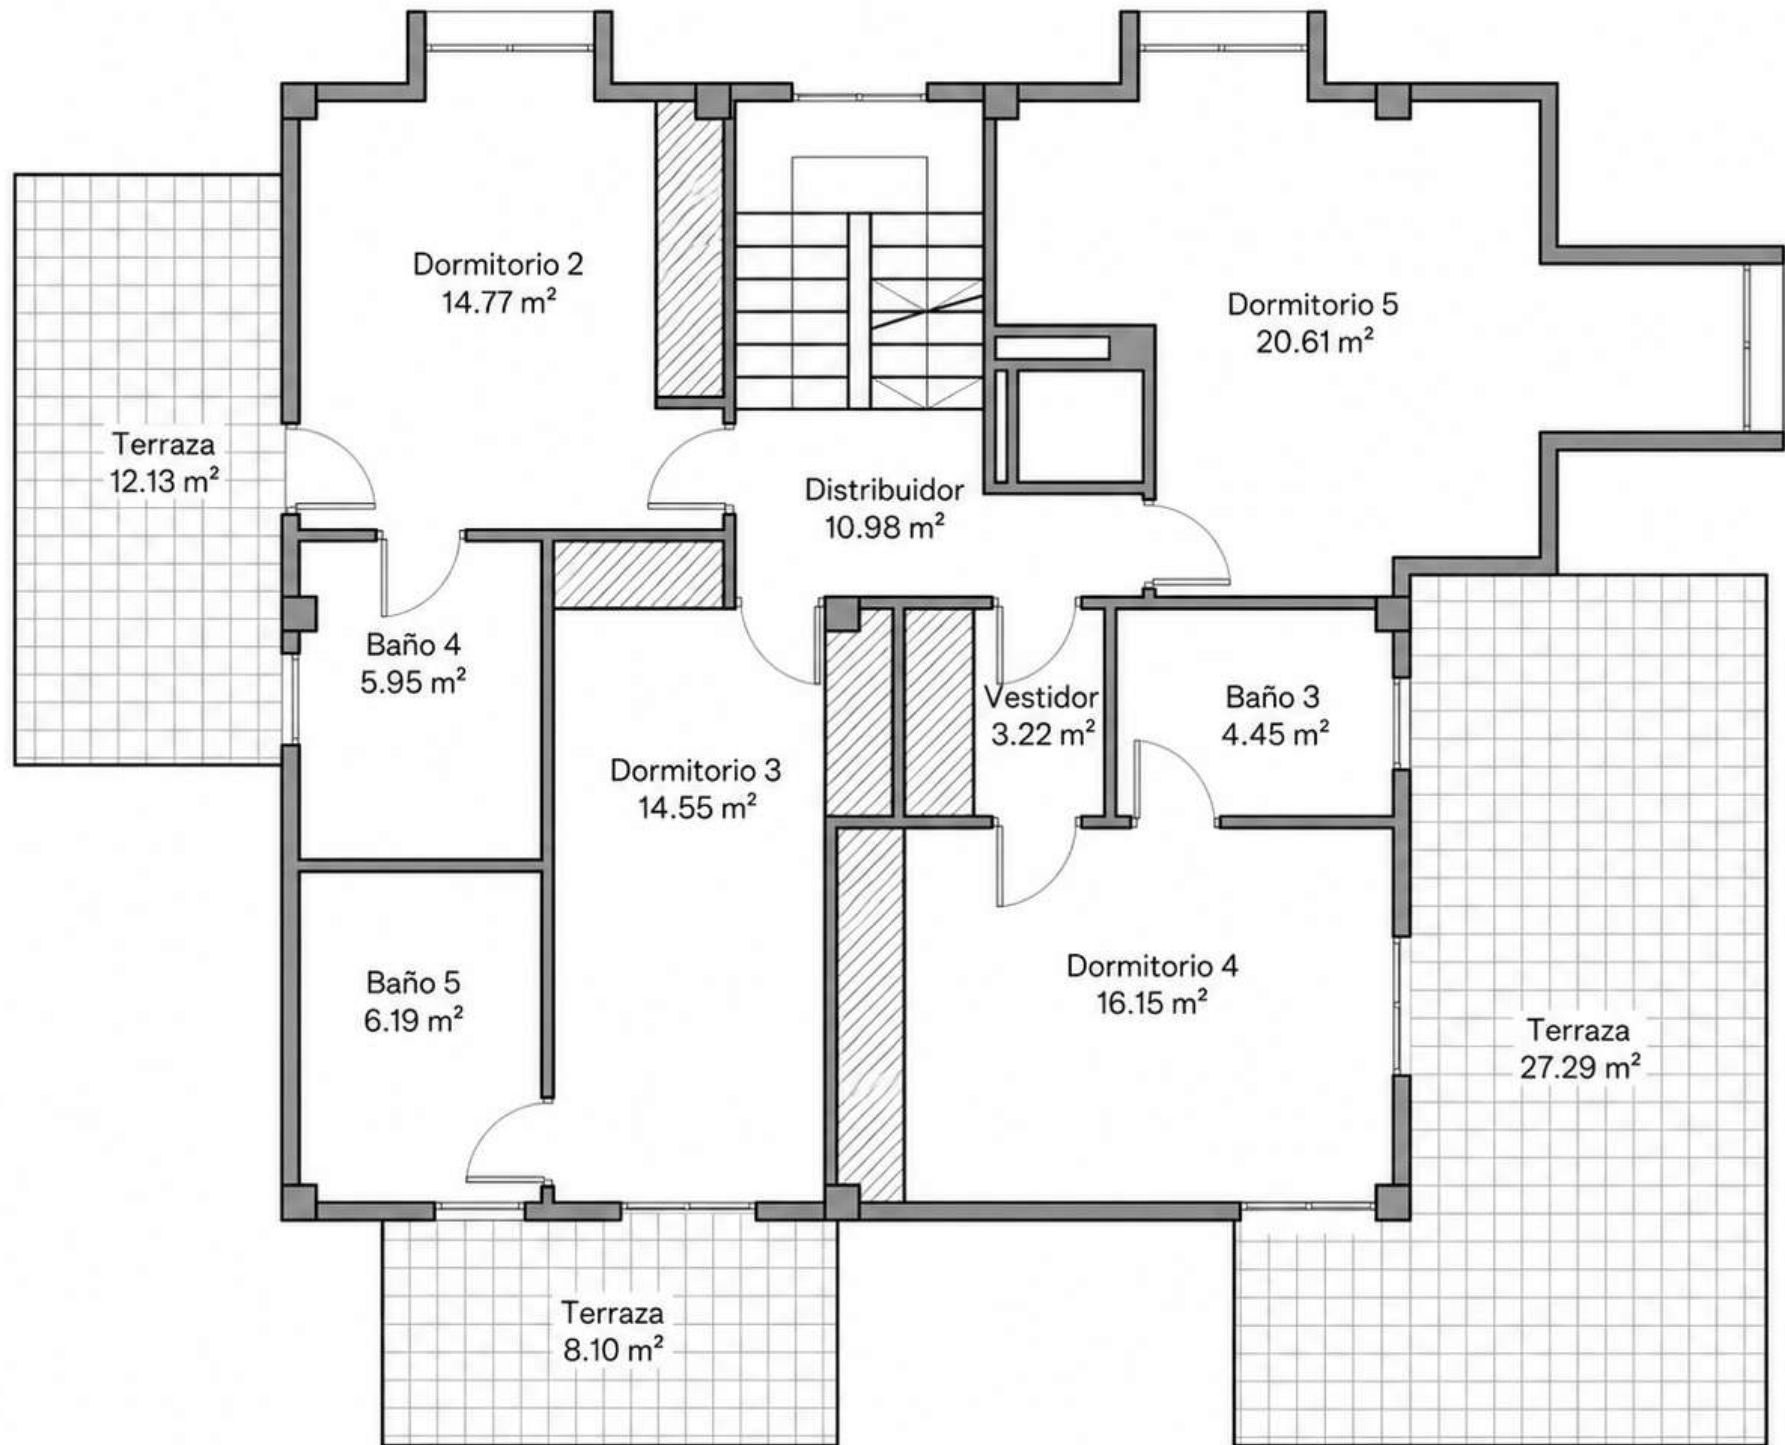 Dormitorio 2
14.77 m²
Dormitorio 5
20.61 m²
Terraza
12.13 m²
Distribuidor
10.98 m²
Baño 4
5.95 m²
Vestidor
3.22 m²
Baño 3
4.45 m²
Dormitorio 3
14.55 m²
Dormitorio 4
16.15 m²
Baño 5
6.19 m²
Terraza
27.29 m²
Terraza
8.10 m²